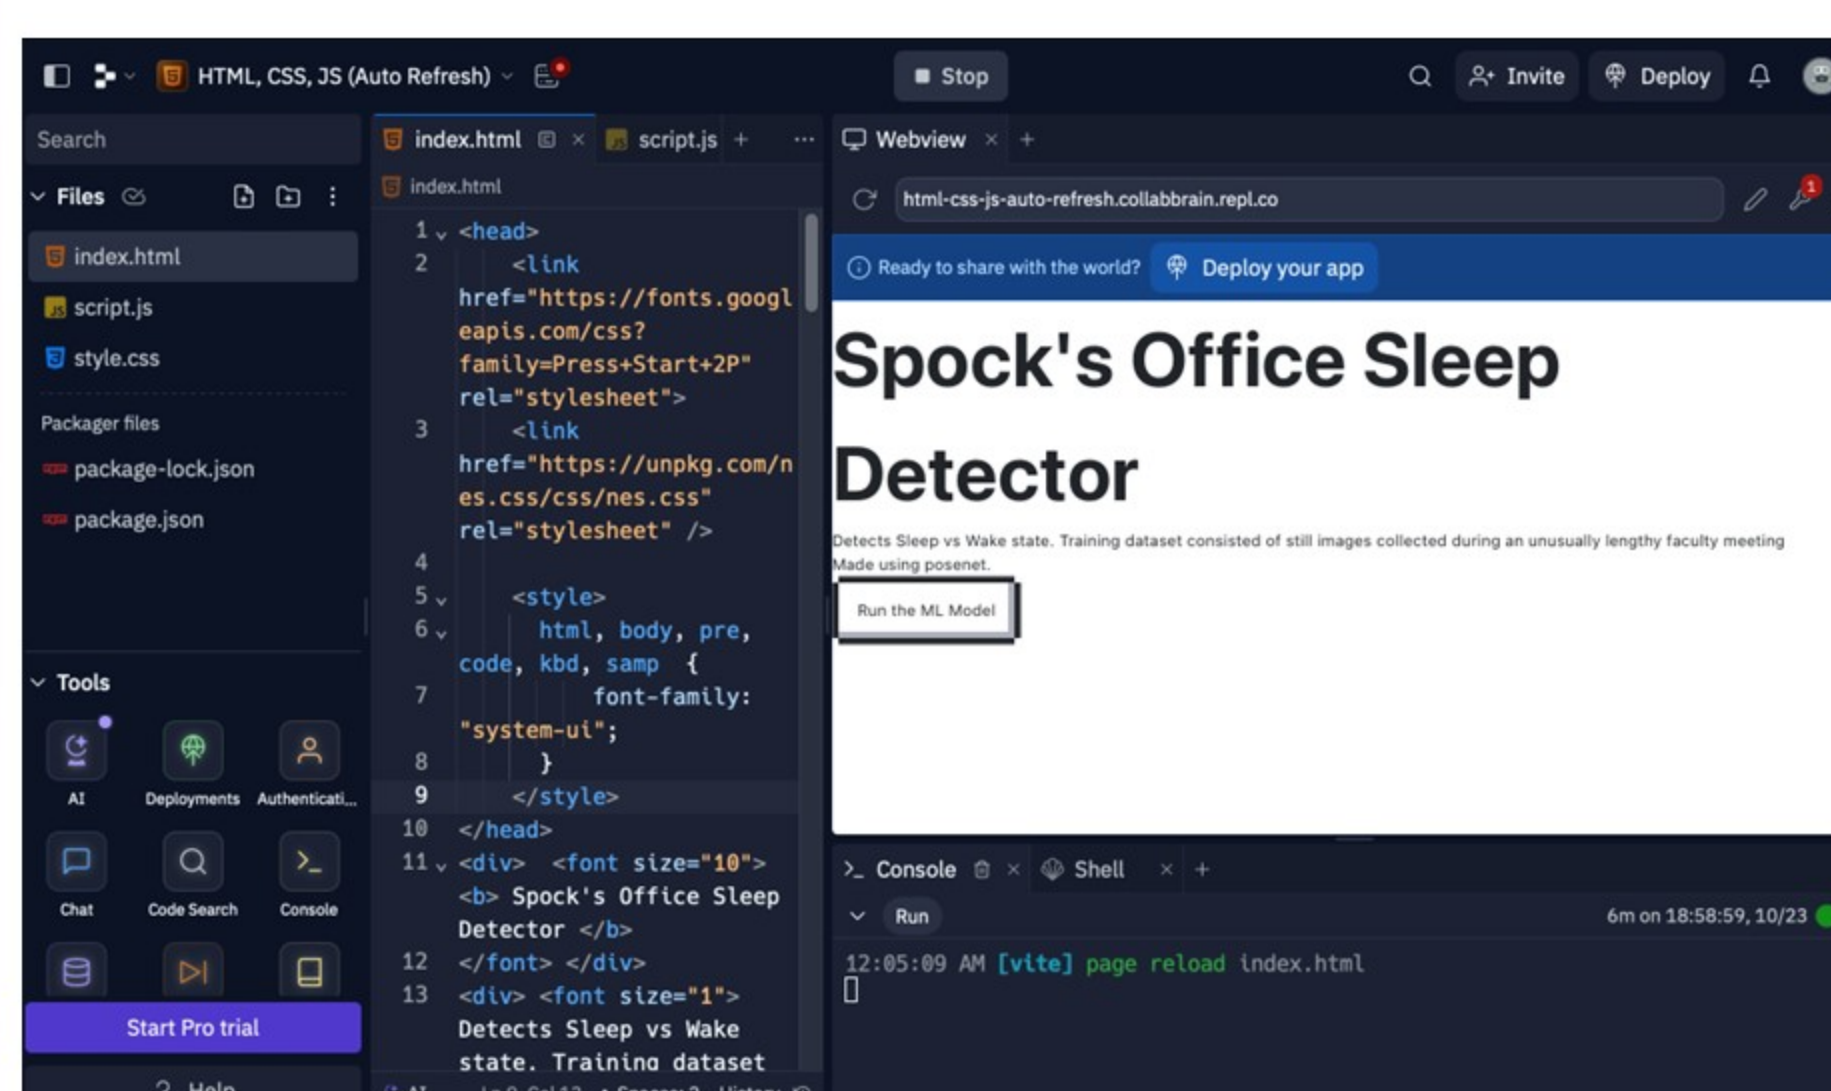 HTML, CSS, JS (Auto Refresh)
Stop
Invite
Deploy
Search
Files
index.html
script.js
style.css
Packager files
package-lock.json
package.json
Tools
AI
Deployments
Authenticati...
Chat
Code Search
Console
Start Pro trial
Help
index.html
script.js
index.html
1 <head>
2 <link
href="https://fonts.googl
eapis.com/css?
family=Press+Start+2P"
rel="stylesheet">
3 <link
href="https://unpkg.com/n
es.css/css/nes.css"
rel="stylesheet" />
4
5 <style>
6 html, body, pre,
code, kbd, samp {
7 font-family:
"system-ui";
8 }
9 </style>
10 </head>
11 <div> <font size="10">
<b> Spock's Office Sleep
Detector </b>
12 </font> </div>
13 <div> <font size="1">
Detects Sleep vs Wake
state. Training dataset
Webview
html-css-js-auto-refresh.collabbrain.repl.co
1
Ready to share with the world?
Deploy your app
Spock's Office Sleep
Detector
Detects Sleep vs Wake state. Training dataset consisted of still images collected during an unusually lengthy faculty meeting
Made using posenet.
Run the ML Model
Console
Shell
Run
6m on 18:58:59, 10/23
12:05:09 AM [vite] page reload index.html